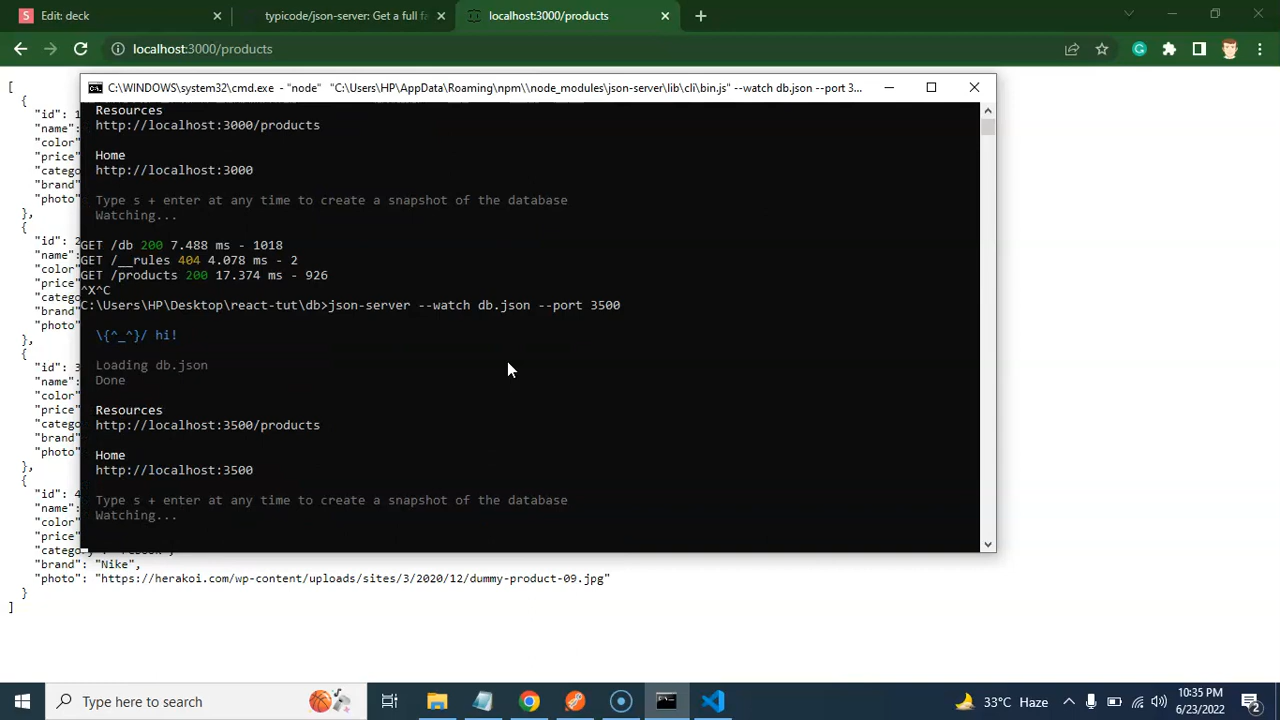 Edit: deck
typicode/json-server: Get a full fa
localhost:3000/products
localhost:3000/products
C:\WINDOWS\system32\cmd.exe - "node" "C:\Users\HP\AppData\Roaming\npm\\node_modules\json-server\lib\cli\bin.js" --watch db.json --port 3...
Resources
http://localhost:3000/products
Home
http://localhost:3000
Type s + enter at any time to create a snapshot of the database
Watching...
GET /db 200 7.488 ms - 1018
GET /__rules 404 4.078 ms - 2
GET /products 200 17.374 ms - 926
^X^C
C:\Users\HP\Desktop\react-tut\db>json-server --watch db.json --port 3500
\{^_^}/ hi!
Loading db.json
Done
Resources
http://localhost:3500/products
Home
http://localhost:3500
Type s + enter at any time to create a snapshot of the database
Watching...
[
{
"id": 1
"name":
"color"
"price"
"catego
"brand"
"photo"
},
{
"id": 2
"name":
"color"
"price"
"catego
"brand"
"photo"
},
{
"id": 3
"name":
"color"
"price"
"catego
"brand"
"photo"
},
{
"id": 4
"name":
"color"
"price"
"category
"brand": "Nike",
"photo": "https://herakoi.com/wp-content/uploads/sites/3/2020/12/dummy-product-09.jpg"
}
]
Type here to search
33°C Haze
10:35 PM
6/23/2022
2